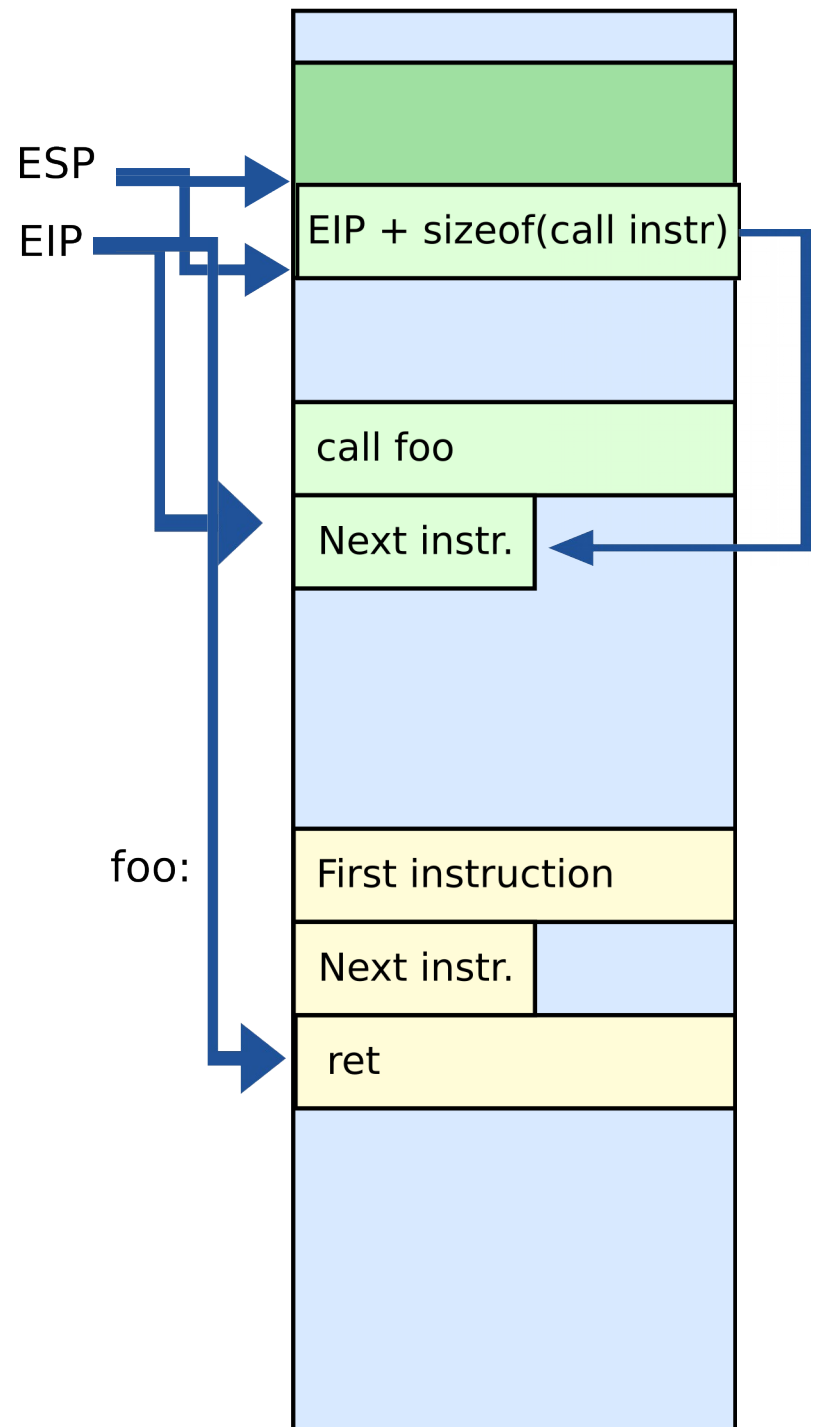 ESP
EIP
EIP + sizeof(call instr)
call foo
Next instr.
foo:
First instruction
Next instr.
ret